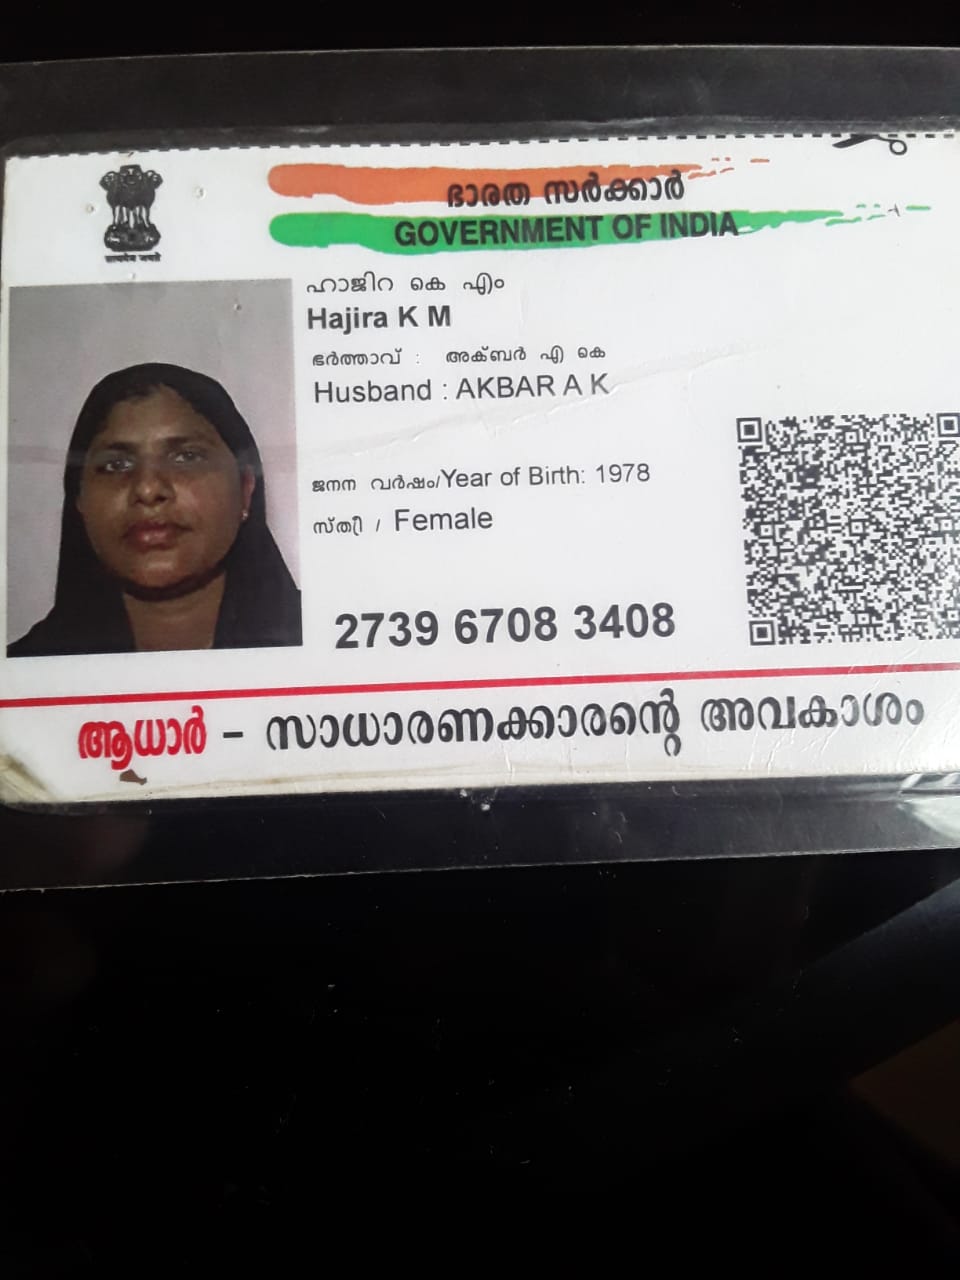 ഭാരത സർക്കാർ
GOVERNMENT OF INDIA
सत्यमेव जयते
ഹാജിറ കെ എം
Hajira K M
ഭർത്താവ് : അക്ബർ എ കെ
Husband : AKBAR A K
ജനന വർഷം/Year of Birth: 1978
സ്ത്രീ / Female
2739 6708 3408
ആധാർ - സാധാരണക്കാരന്റെ അവകാശം